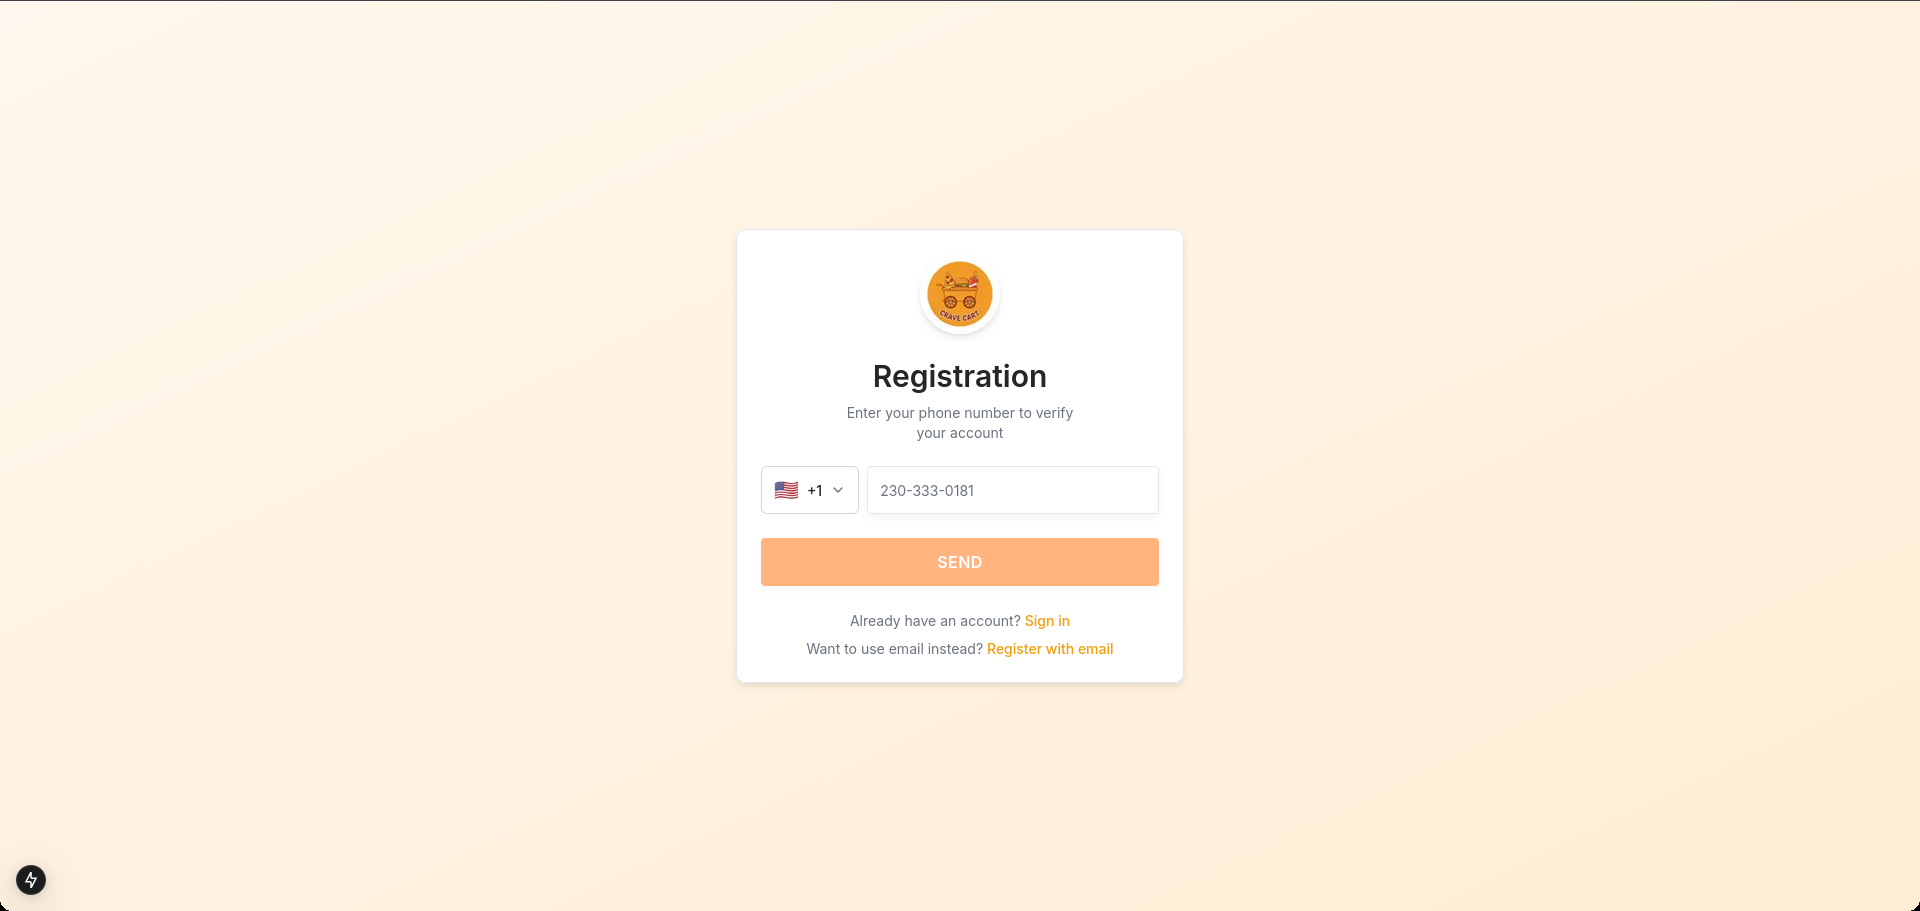 CRAVE CART
Registration
Enter your phone number to verify
your account
🇺🇸 +1
230-333-0181
SEND
Already have an account? Sign in
Want to use email instead? Register with email